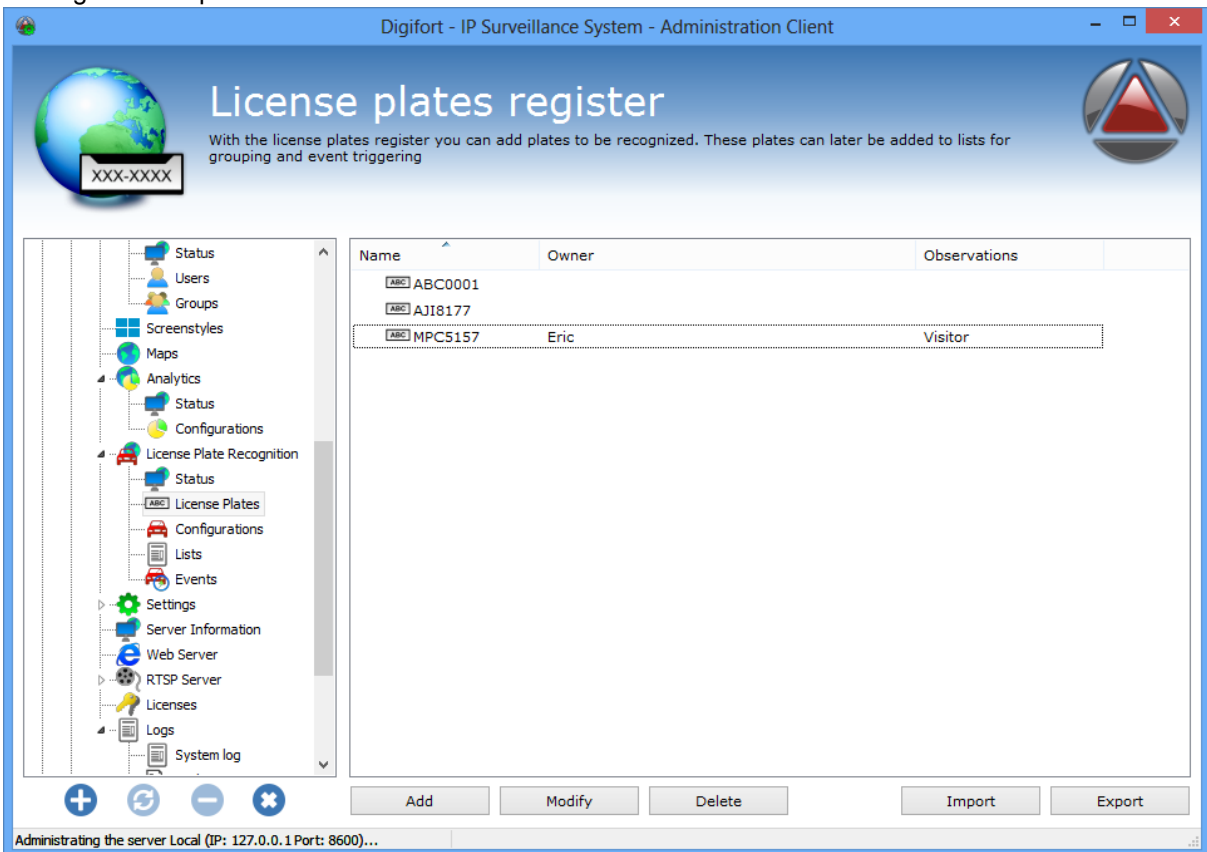 Digifort - IP Surveillance System - Administration Client
License plates register
With the license plates register you can add plates to be recognized. These plates can later be added to lists for
grouping and event triggering
XXX-XXXX
Status
Users
Groups
Screenstyles
Maps
Analytics
Status
Configurations
License Plate Recognition
Status
ABC License Plates
Configurations
Lists
Events
Settings
Server Information
Web Server
RTSP Server
Licenses
Logs
System log
Name Owner Observations
ABC ABC0001
ABC AJI8177
ABC MPC5157 Eric Visitor
Add Modify Delete Import Export
Administrating the server Local (IP: 127.0.0.1 Port: 8600)...